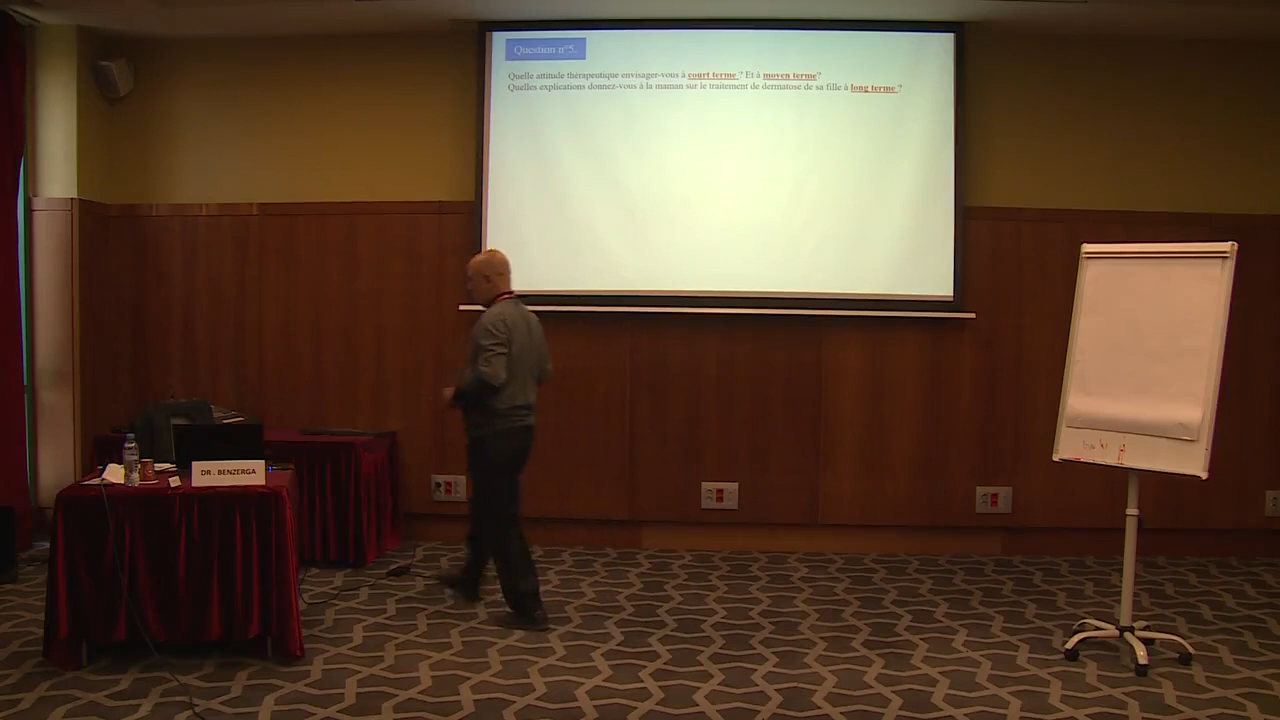 Question n°5.
Quelle attitude thérapeutique envisager-vous à court terme ? Et à moyen terme?
Quelles explications donnez-vous à la maman sur le traitement de dermatose de sa fille à long terme ?
DR . BENZERGA